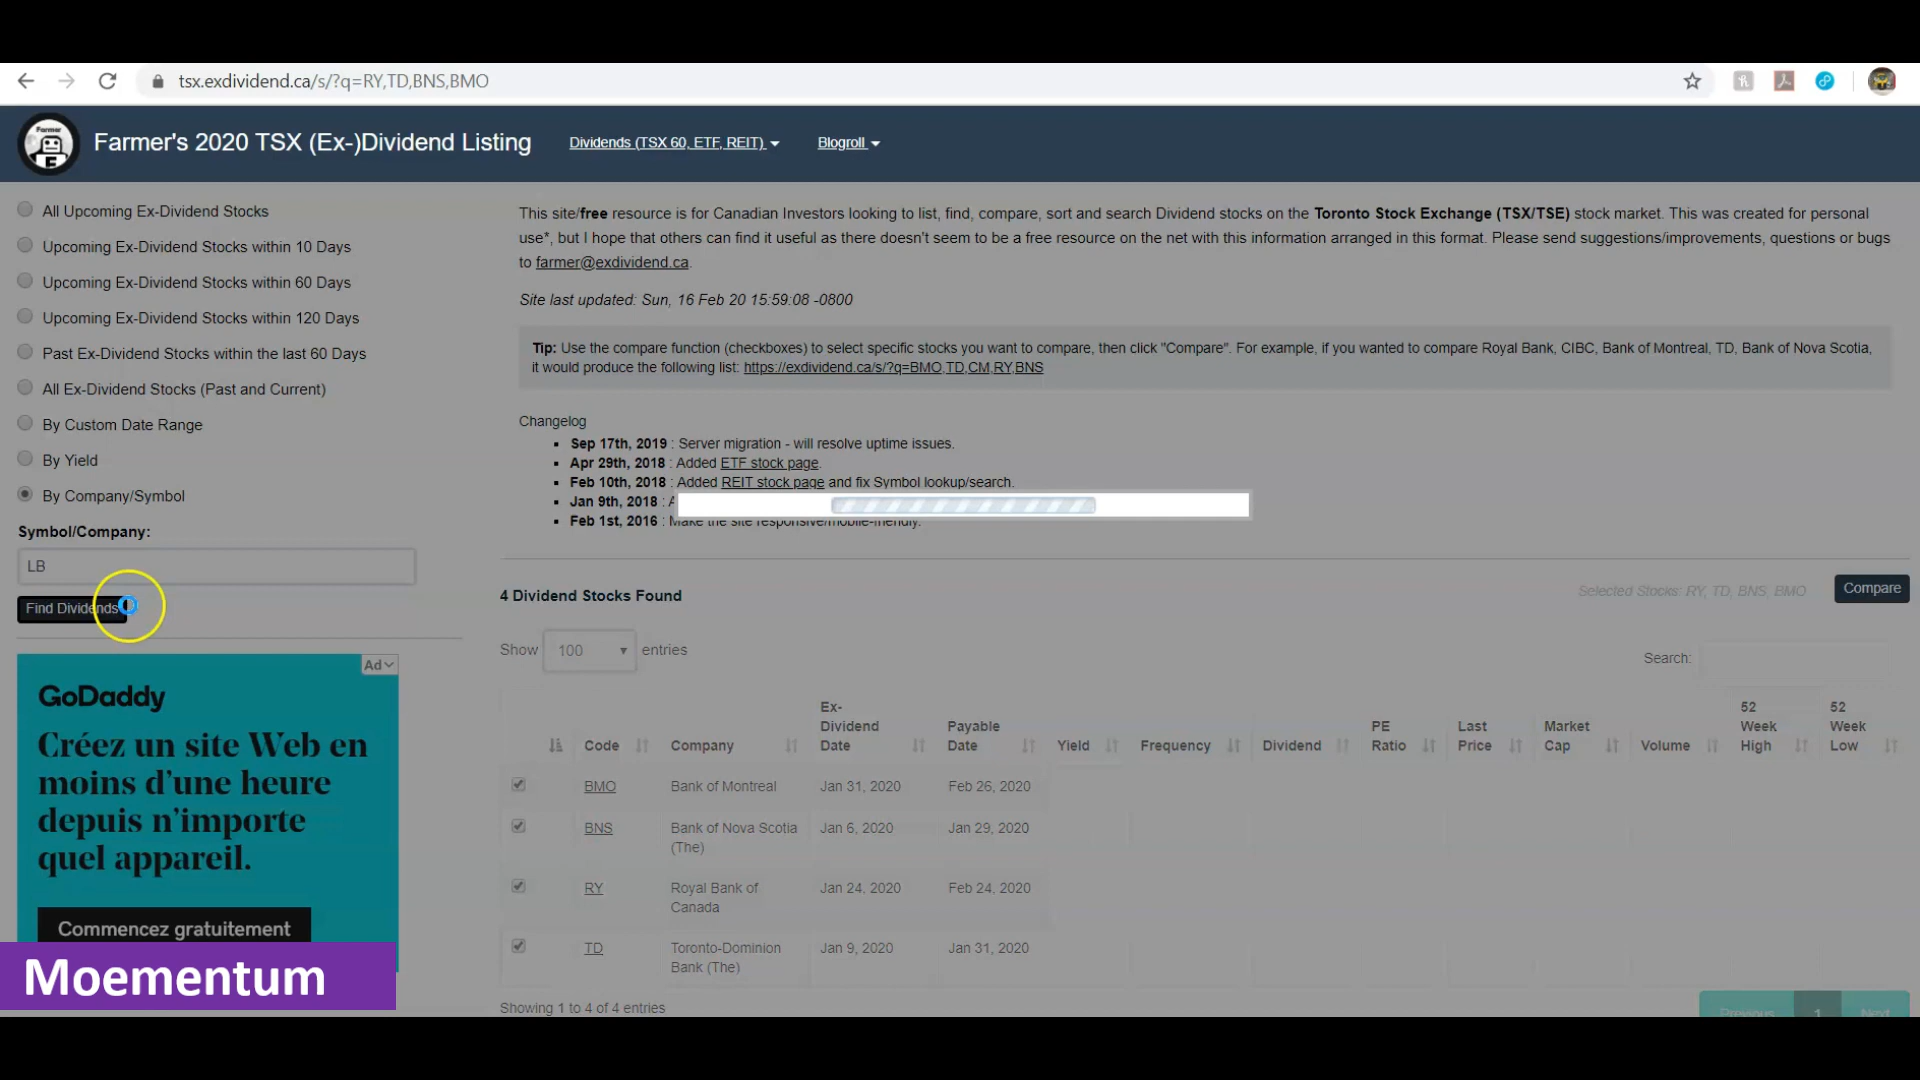 tsx.exdividend.ca/s/?q=RY,TD,BNS,BMO
Farmer's 2020 TSX (Ex-)Dividend Listing
Dividends (TSX 60, ETF, REIT)
Blogroll
Farmer
All Upcoming Ex-Dividend Stocks
Upcoming Ex-Dividend Stocks within 10 Days
Upcoming Ex-Dividend Stocks within 60 Days
Upcoming Ex-Dividend Stocks within 120 Days
Past Ex-Dividend Stocks within the last 60 Days
All Ex-Dividend Stocks (Past and Current)
By Custom Date Range
By Yield
By Company/Symbol
Symbol/Company:
LB
Find Dividends
Ad
GoDaddy
Créez un site Web en
moins d'une heure
depuis n'importe
quel appareil.
Commencez gratuitement
Moementum
This site/free resource is for Canadian Investors looking to list, find, compare, sort and search Dividend stocks on the Toronto Stock Exchange (TSX/TSE) stock market. This was created for personal
use*, but I hope that others can find it useful as there doesn't seem to be a free resource on the net with this information arranged in this format. Please send suggestions/improvements, questions or bugs
to farmer@exdividend.ca.
Site last updated: Sun, 16 Feb 20 15:59:08 -0800
Tip: Use the compare function (checkboxes) to select specific stocks you want to compare, then click "Compare". For example, if you wanted to compare Royal Bank, CIBC, Bank of Montreal, TD, Bank of Nova Scotia,
it would produce the following list: https://exdividend.ca/s/?q=BMO,TD,CM,RY,BNS
Changelog
Sep 17th, 2019 : Server migration - will resolve uptime issues.
Apr 29th, 2018 : Added ETF stock page.
Feb 10th, 2018 : Added REIT stock page and fix Symbol lookup/search.
Jan 9th, 2018 :
Feb 1st, 2016 : Make the site responsive/mobile-friendly.
4 Dividend Stocks Found
Selected Stocks: RY, TD, BNS, BMO
Compare
Show 100 entries
Search:
Code Company Ex-Dividend Date Payable Date Yield Frequency Dividend PE Ratio Last Price Market Cap Volume 52 Week High 52 Week Low
BMO Bank of Montreal Jan 31, 2020 Feb 26, 2020
BNS Bank of Nova Scotia (The) Jan 6, 2020 Jan 29, 2020
RY Royal Bank of Canada Jan 24, 2020 Feb 24, 2020
TD Toronto-Dominion Bank (The) Jan 9, 2020 Jan 31, 2020
Showing 1 to 4 of 4 entries
Previous 1 Next